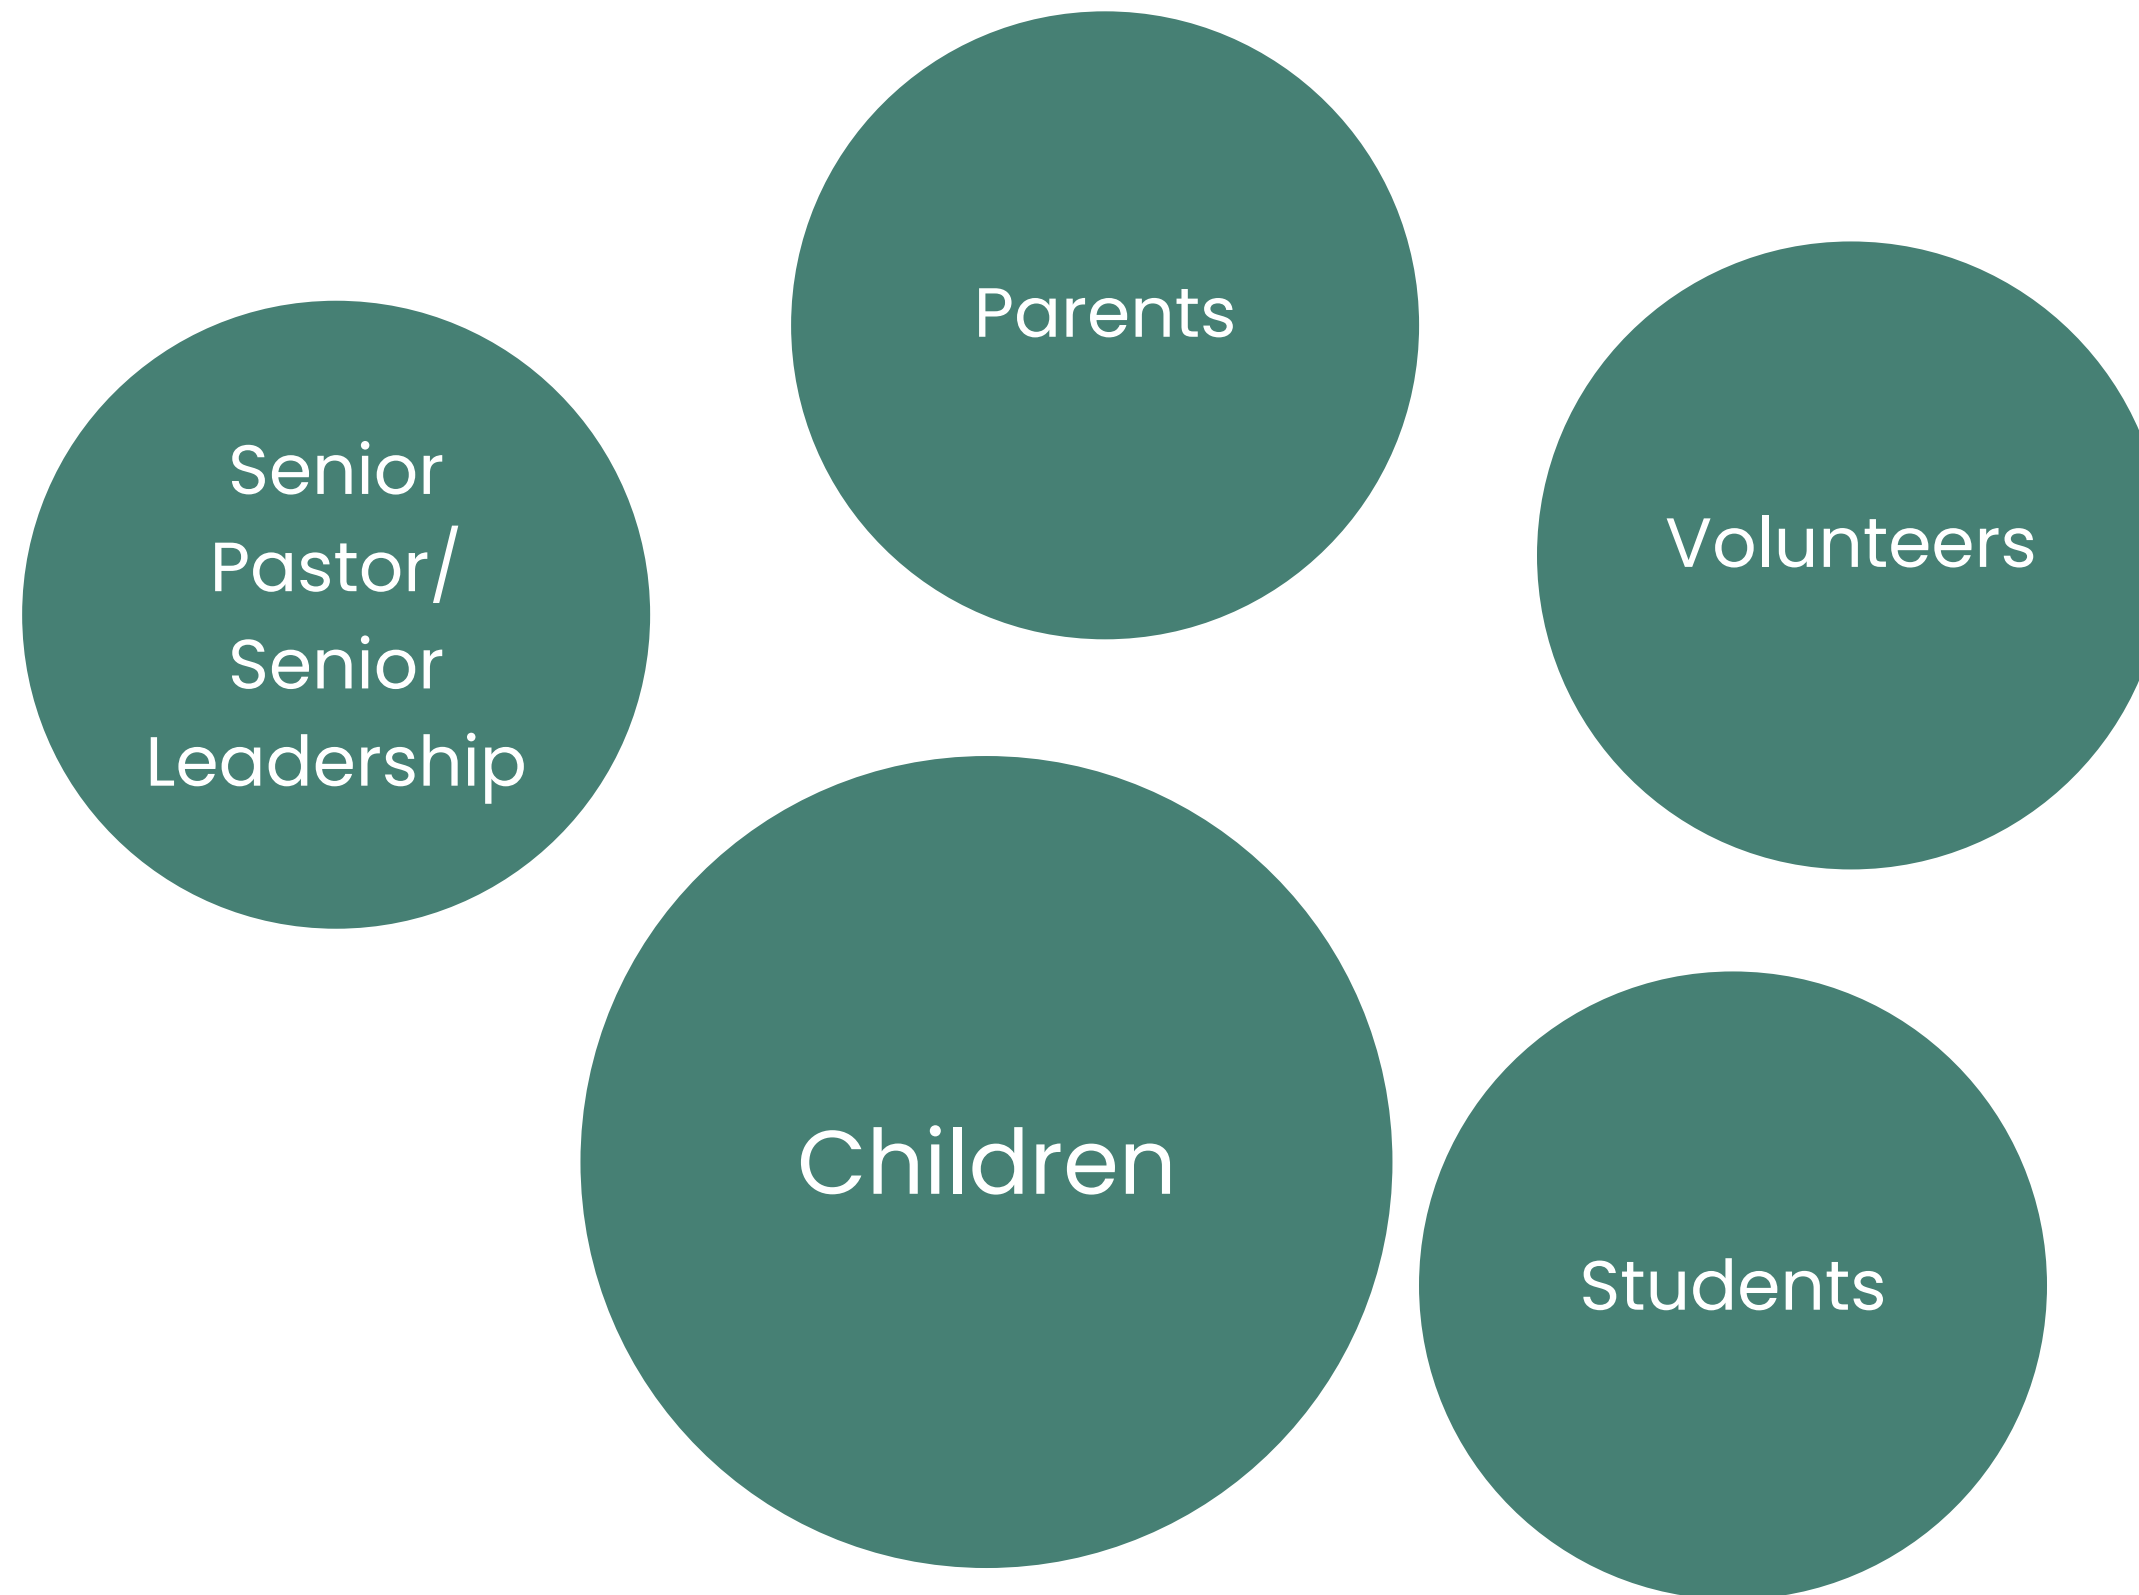 Parents
Senior
Pastor/
Senior
Leadership
Volunteers
Children
Students